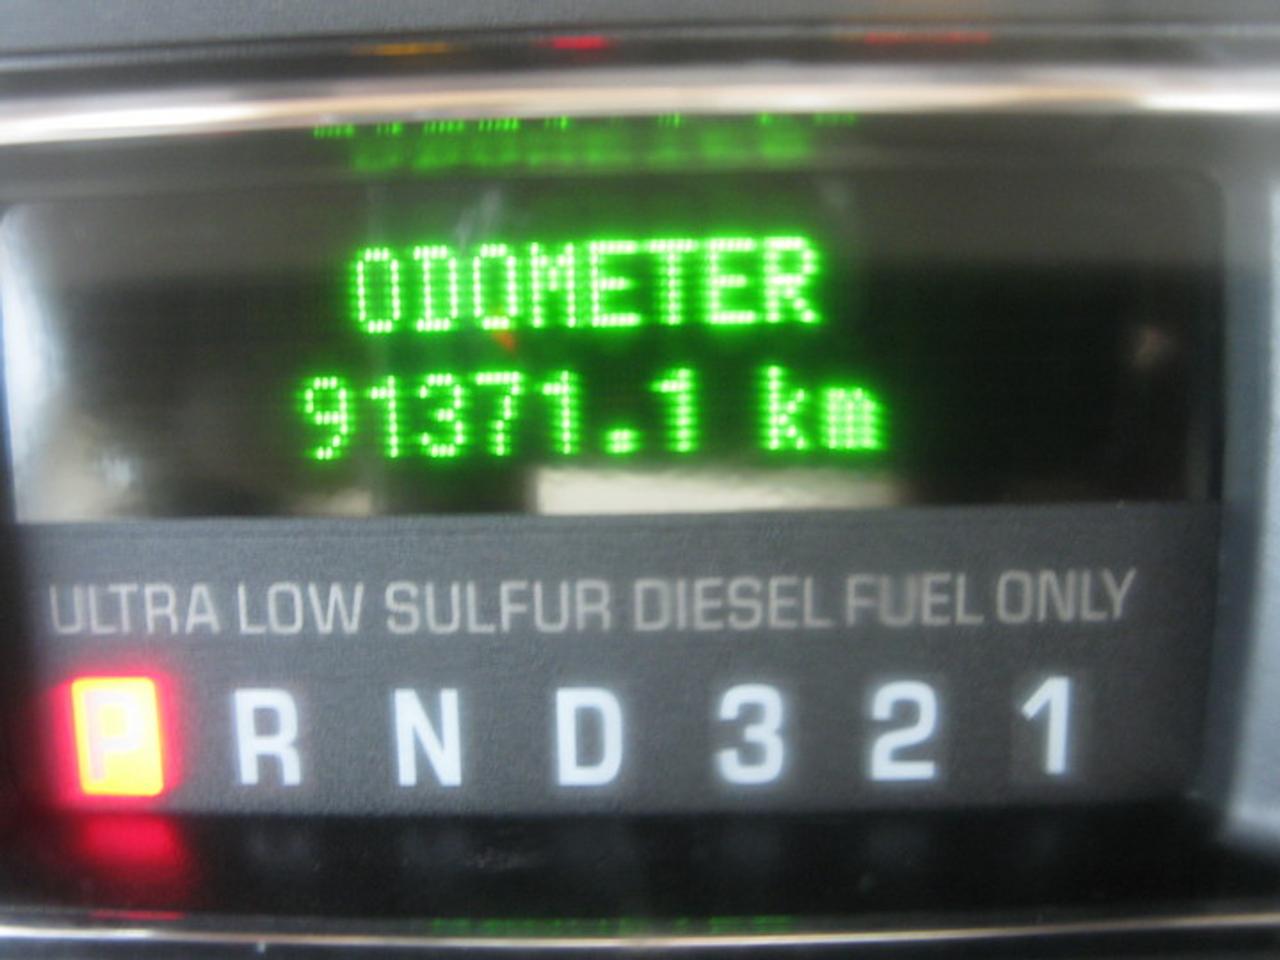 ODOMETER
91371.1 km
ULTRA LOW SULFUR DIESEL FUEL ONLY
P R N D 3 2 1